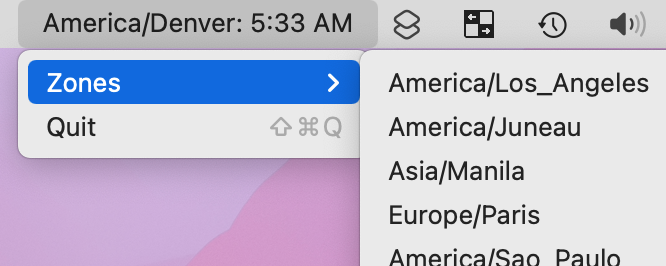 America/Denver: 5:33 AM
Zones
Quit ⇧⌘Q
America/Los_Angeles
America/Juneau
Asia/Manila
Europe/Paris
America/Sao_Paulo